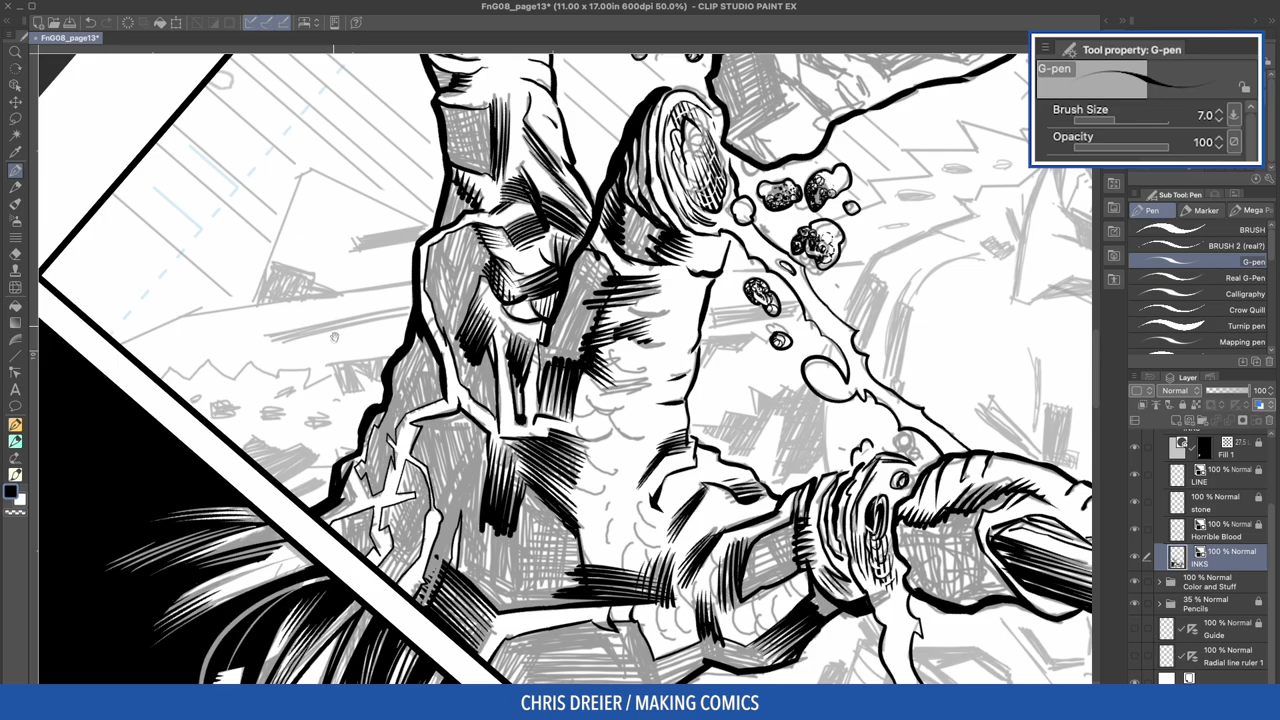 FnG08_page13* (11.00 x 17.00in 600dpi 50.0%) - CLIP STUDIO PAINT EX
FnG08_page13*
Tool property: G-pen
G-pen
Brush Size
7.0
Opacity
100
Sub Tool: Pen
Pen
Marker
Mega
BRUSH
BRUSH 2 (real?)
G-pen
Real G-Pen
Calligraphy
Crow Quill
Turnip pen
Mapping pen
Layer
Normal
100
Fill 1
100 % Normal
LINE
100 % Normal
stone
100 % Normal
Horrible Blood
100 % Normal
INKS
100 % Normal
Color and Stuff
35 % Normal
Pencils
100 % Normal
Guide
100 % Normal
Radial line ruler 1
CHRIS DREIER / MAKING COMICS